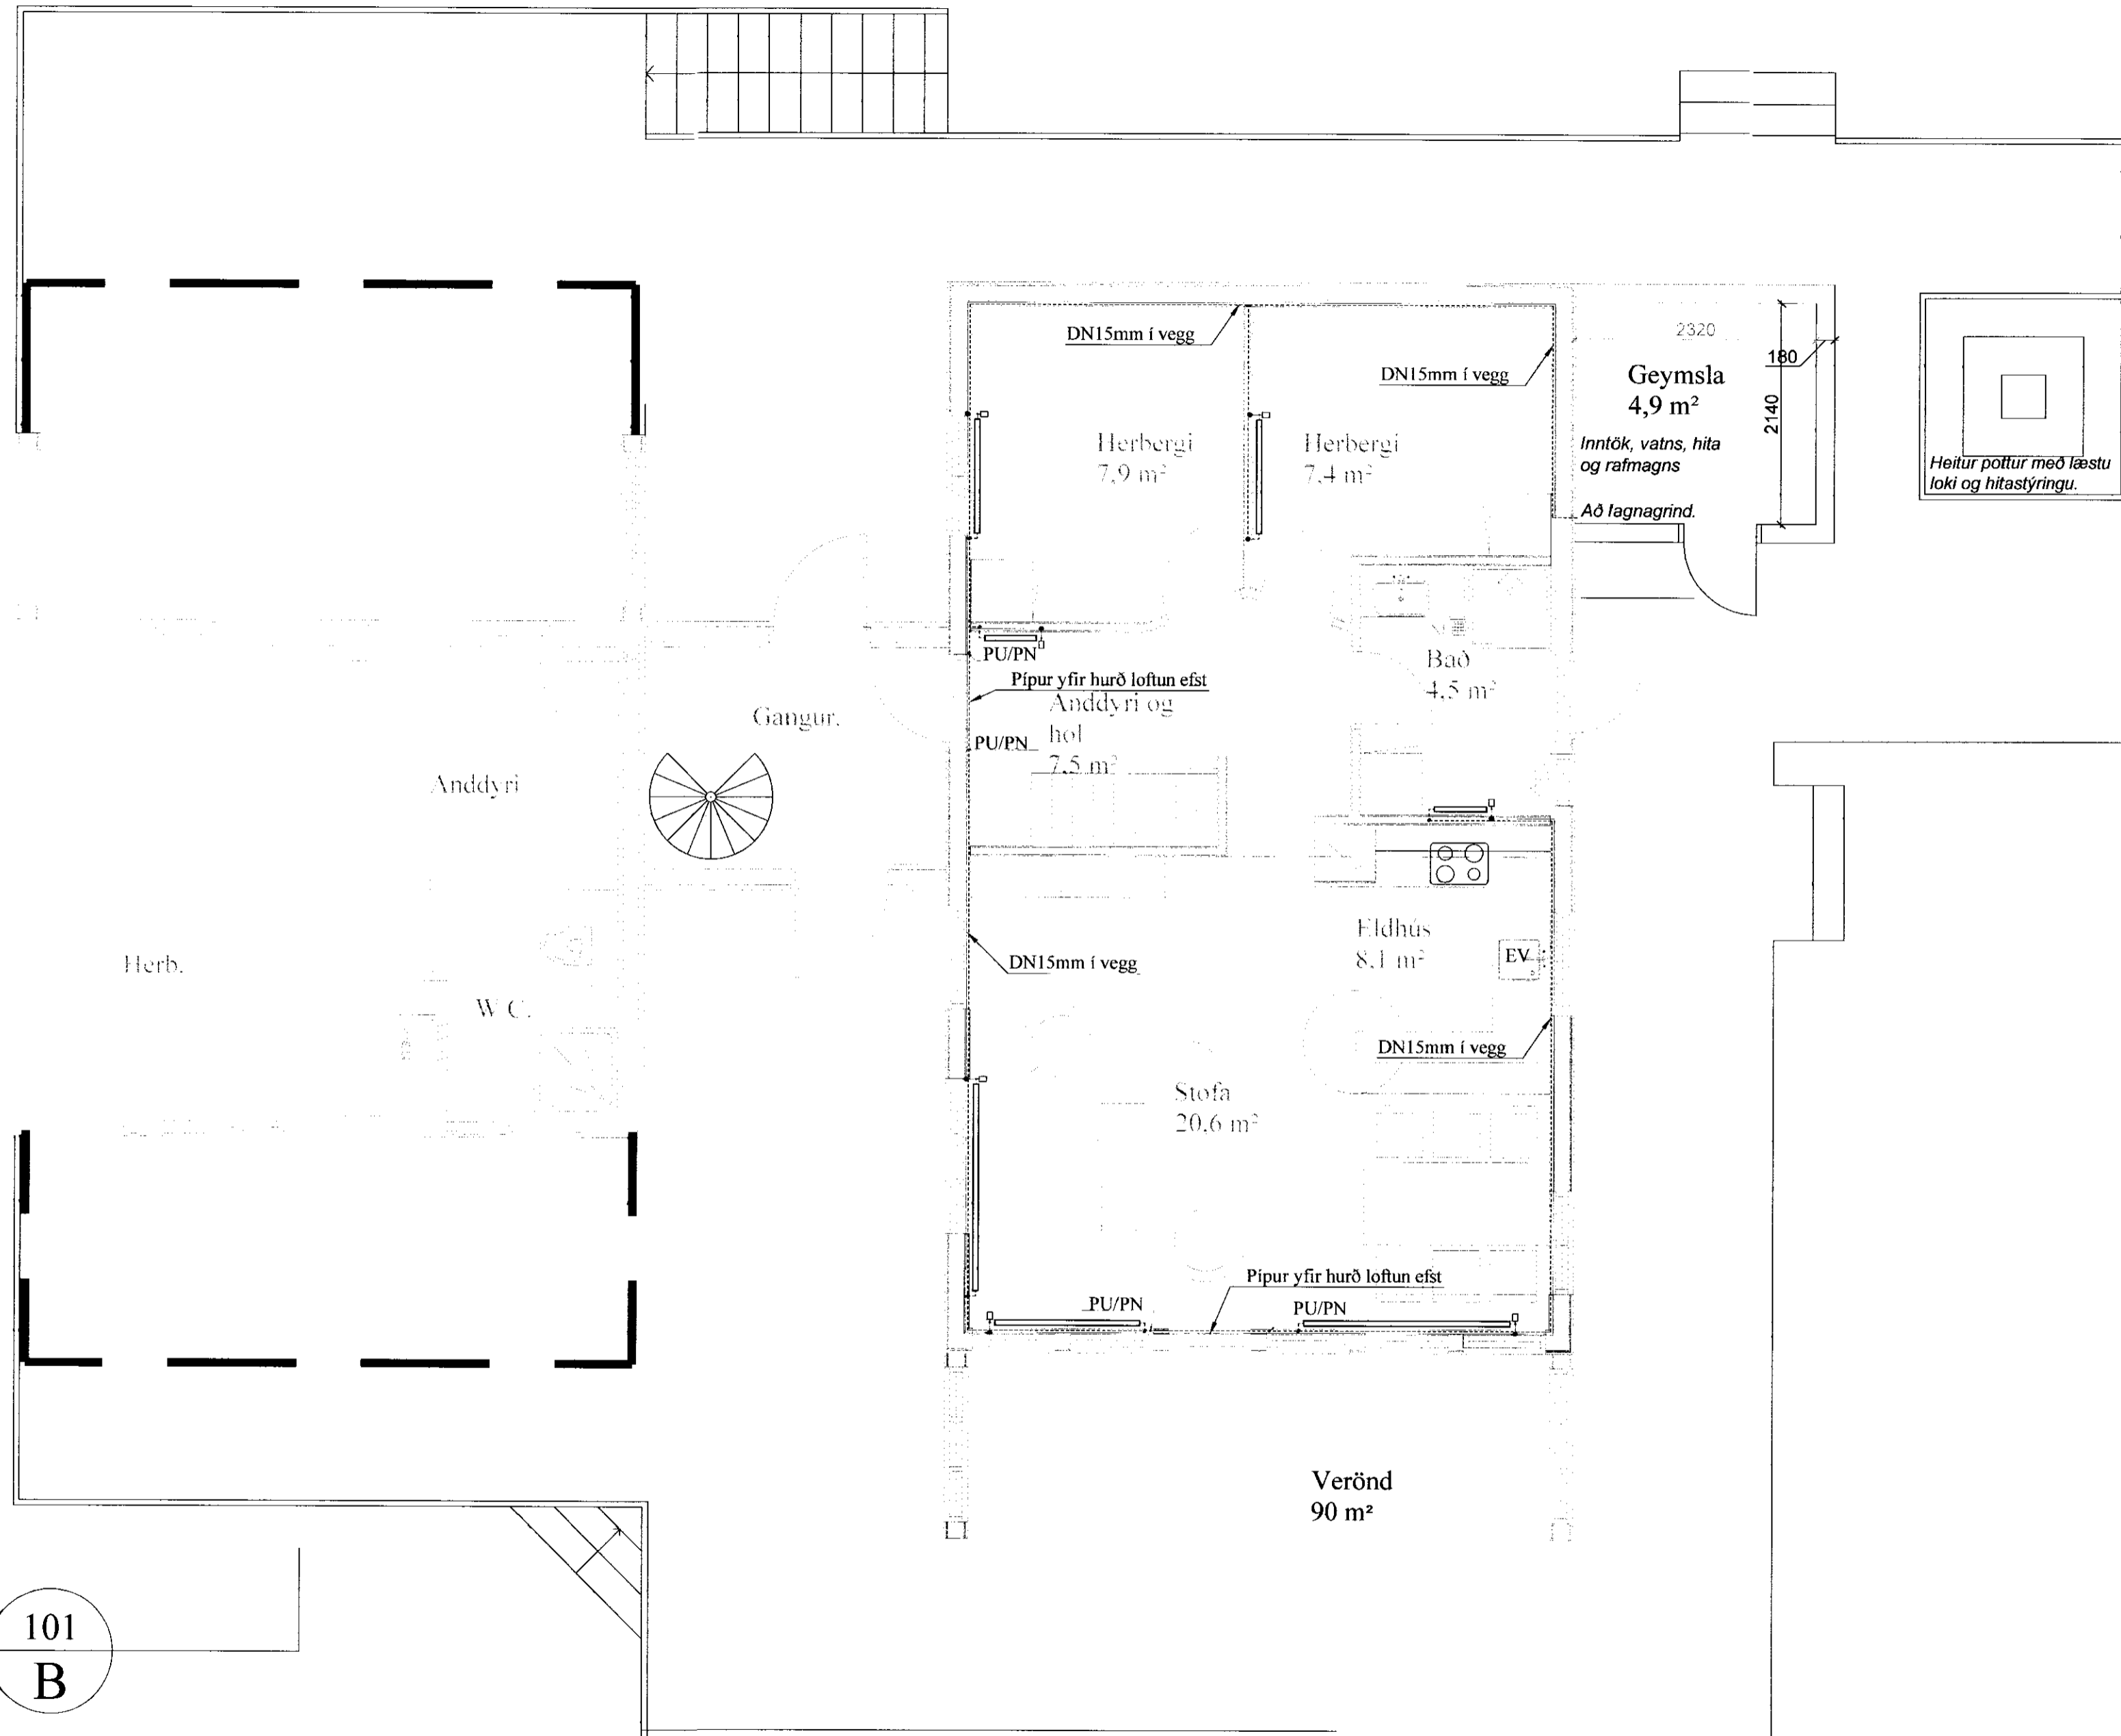 DN15mm í vegg
DN15mm í vegg
2320
180
2140
Geymsla
4,9 m²
Inntök, vatns, hita
og rafmagns
Að lagnagrind.
Heitur pottur með læstu
loki og hitastýringu.
Herbergi
7,9 m²
Herbergi
7,4 m²
PU/PN
Pípur yfir hurð loftun efst
Anddyri og
hol
7,5 m²
PU/PN
Bað
4,5 m²
Gangur.
Anddyri
Herb.
W.C.
DN15mm í vegg
Eldhús
8,1 m²
EV
DN15mm í vegg
Stofa
20,6 m²
Pípur yfir hurð loftun efst
PU/PN
PU/PN
Verönd
90 m²
101
B